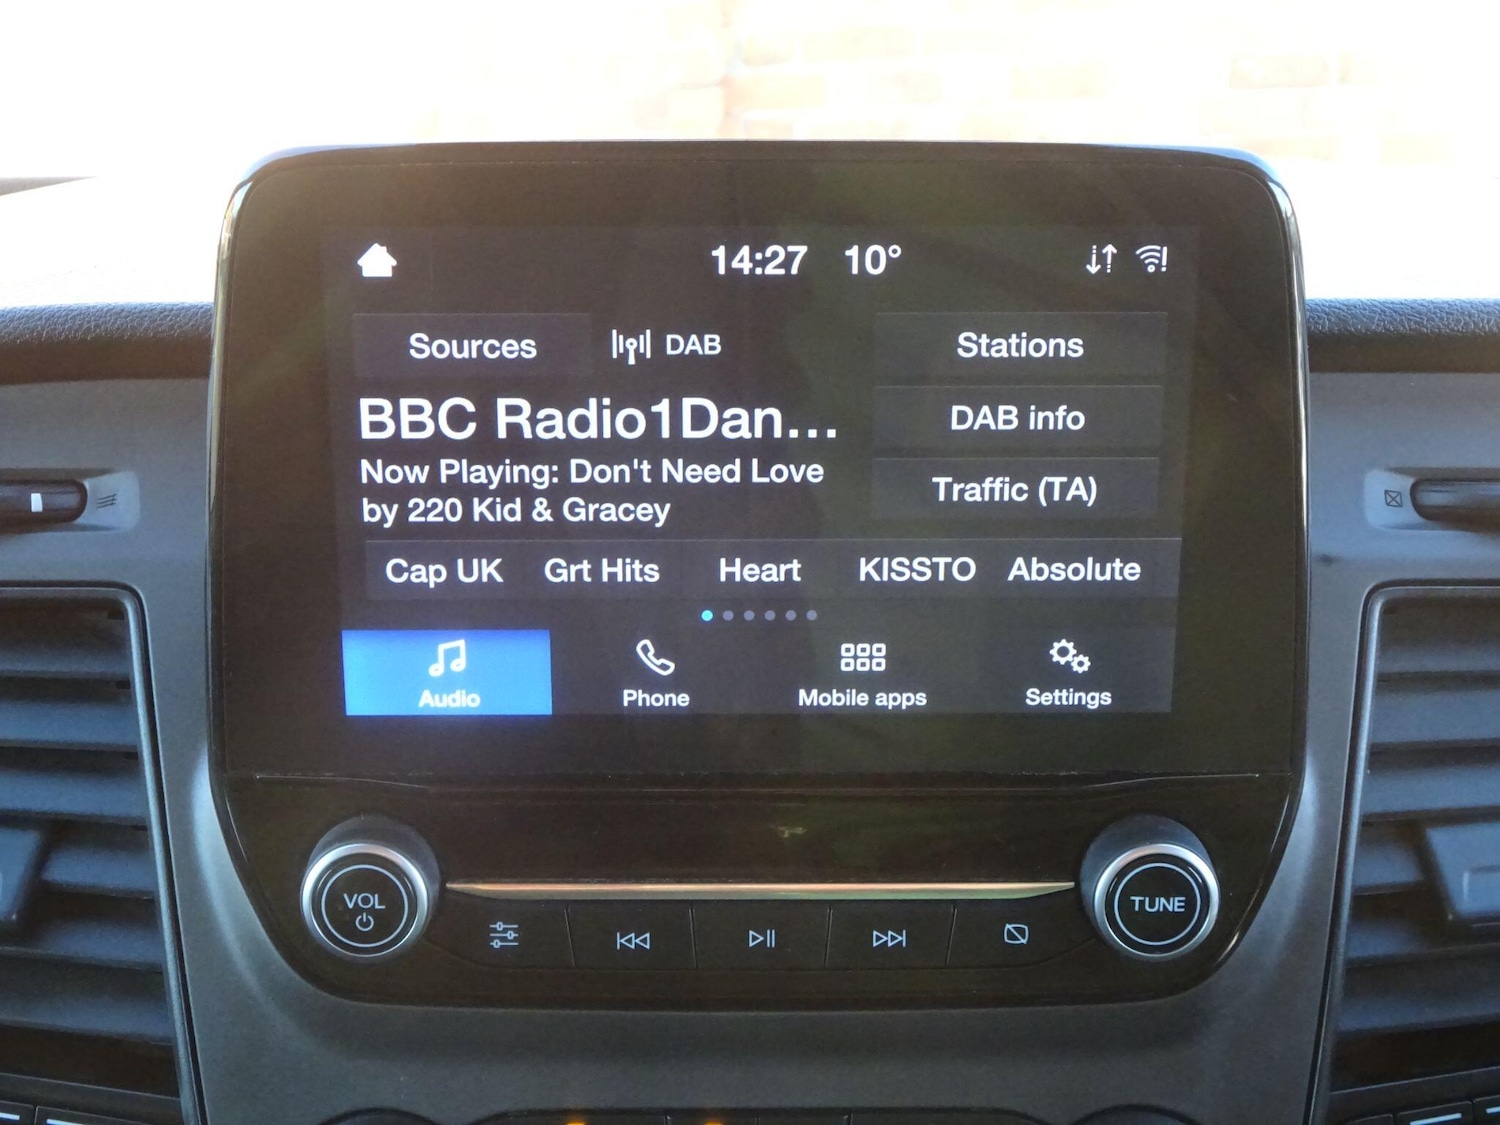 14:27 10°
Sources DAB Stations
BBC Radio1Dan...
DAB info
Now Playing: Don't Need Love
by 220 Kid & Gracey
Traffic (TA)
Cap UK Grt Hits Heart KISSTO Absolute
Audio Phone Mobile apps Settings
VOL TUNE